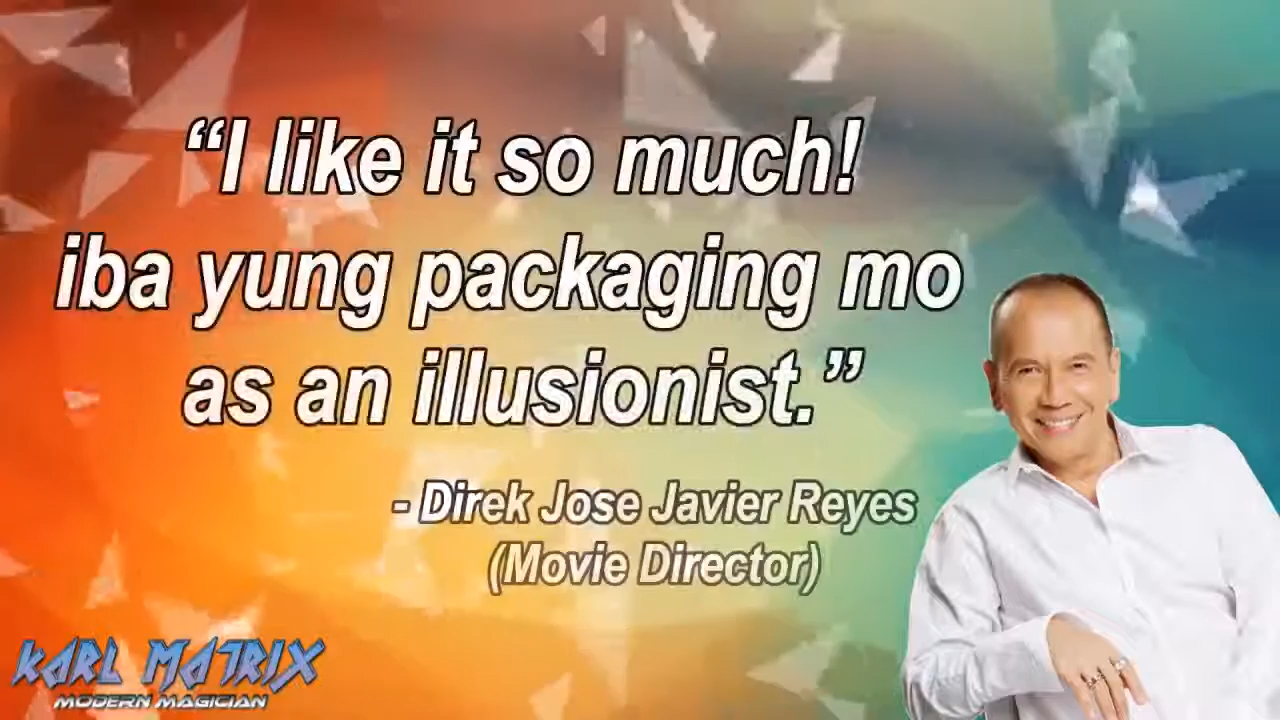 “I like it so much!
iba yung packaging mo
as an illusionist.”
- Direk Jose Javier Reyes
(Movie Director)
KARL MATRIX
MODERN MAGICIAN